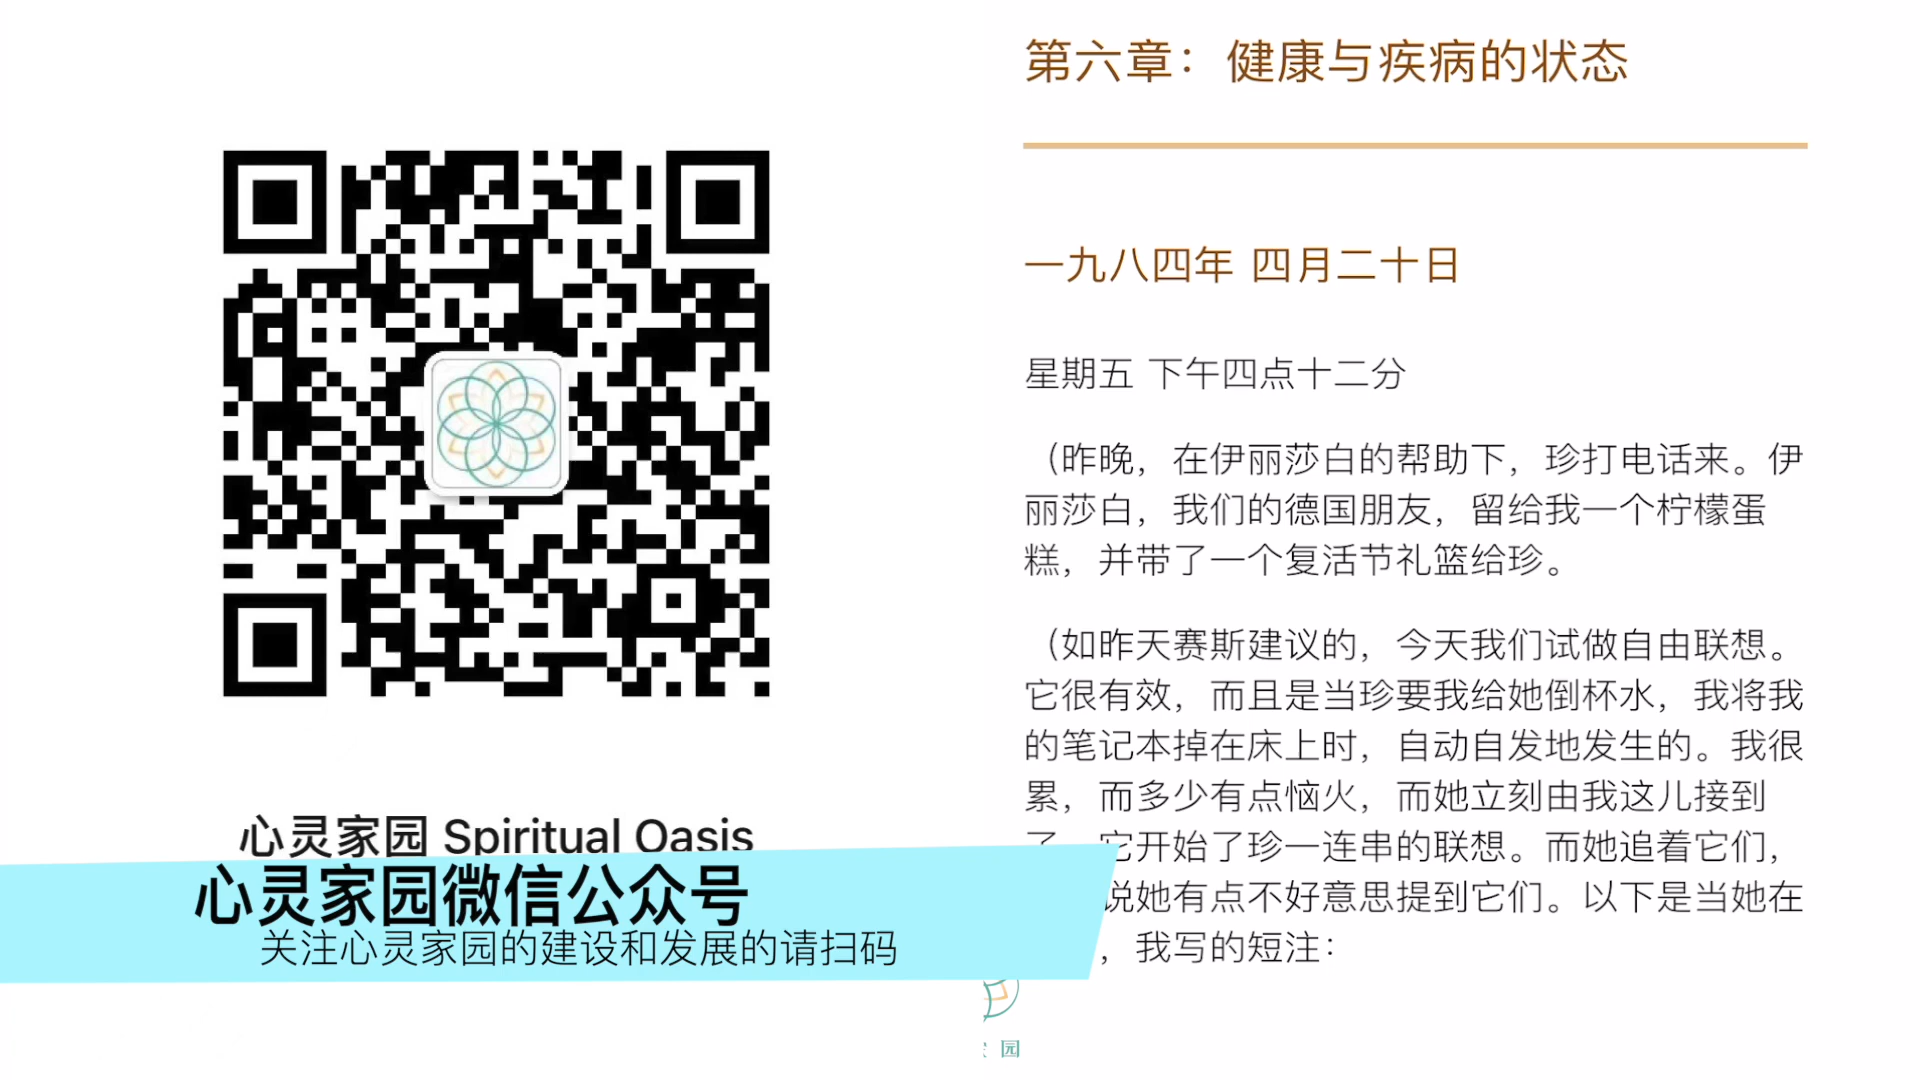 心灵家园 Spiritual Oasis
心灵家园微信公众号
关注心灵家园的建设和发展的请扫码
第六章：健康与疾病的状态
一九八四年 四月二十日
星期五 下午四点十二分
（昨晚，在伊丽莎白的帮助下，珍打电话来。伊
丽莎白，我们的德国朋友，留给我一个柠檬蛋
糕，并带了一个复活节礼篮给珍。
（如昨天赛斯建议的，今天我们试做自由联想。
它很有效，而且是当珍要我给她倒杯水，我将我
的笔记本掉在床上时，自动自发地发生的。我很
累，而多少有点恼火，而她立刻由我这儿接到
它开始了珍一连串的联想。而她追着它们，
说她有点不好意思提到它们。以下是当她在
，我写的短注：
园